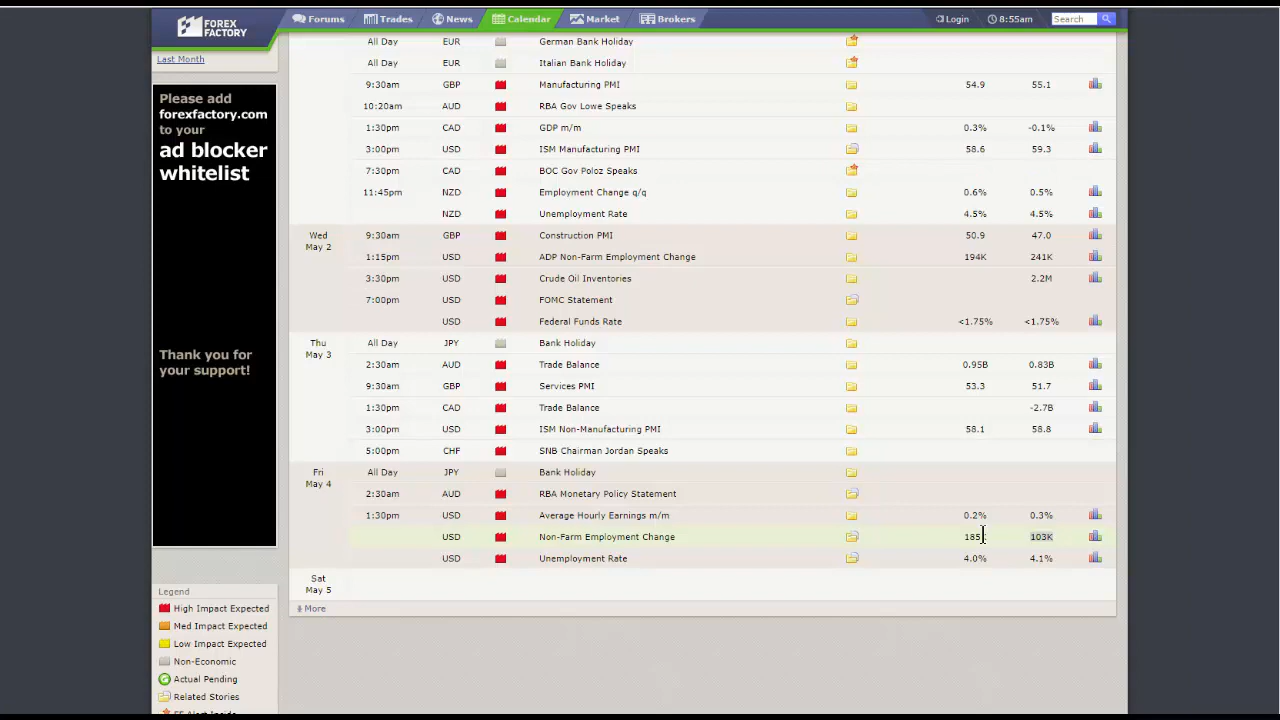 FOREX FACTORY
Forums Trades News Calendar Market Brokers Login 8:55am Search
Last Month
Please add
forexfactory.com
to your
ad blocker
whitelist
Thank you for
your support!
All Day EUR German Bank Holiday
All Day EUR Italian Bank Holiday
9:30am GBP Manufacturing PMI 54.9 55.1
10:20am AUD RBA Gov Lowe Speaks
1:30pm CAD GDP m/m 0.3% -0.1%
3:00pm USD ISM Manufacturing PMI 58.6 59.3
7:30pm CAD BOC Gov Poloz Speaks
11:45pm NZD Employment Change q/q 0.6% 0.5%
NZD Unemployment Rate 4.5% 4.5%
Wed May 2 9:30am GBP Construction PMI 50.9 47.0
1:15pm USD ADP Non-Farm Employment Change 194K 241K
3:30pm USD Crude Oil Inventories 2.2M
7:00pm USD FOMC Statement
USD Federal Funds Rate <1.75% <1.75%
Thu May 3 All Day JPY Bank Holiday
2:30am AUD Trade Balance 0.95B 0.83B
9:30am GBP Services PMI 53.3 51.7
1:30pm CAD Trade Balance -2.7B
3:00pm USD ISM Non-Manufacturing PMI 58.1 58.8
5:00pm CHF SNB Chairman Jordan Speaks
Fri May 4 All Day JPY Bank Holiday
2:30am AUD RBA Monetary Policy Statement
1:30pm USD Average Hourly Earnings m/m 0.2% 0.3%
USD Non-Farm Employment Change 185 103K
USD Unemployment Rate 4.0% 4.1%
Sat May 5
More
Legend
High Impact Expected
Med Impact Expected
Low Impact Expected
Non-Economic
Actual Pending
Related Stories